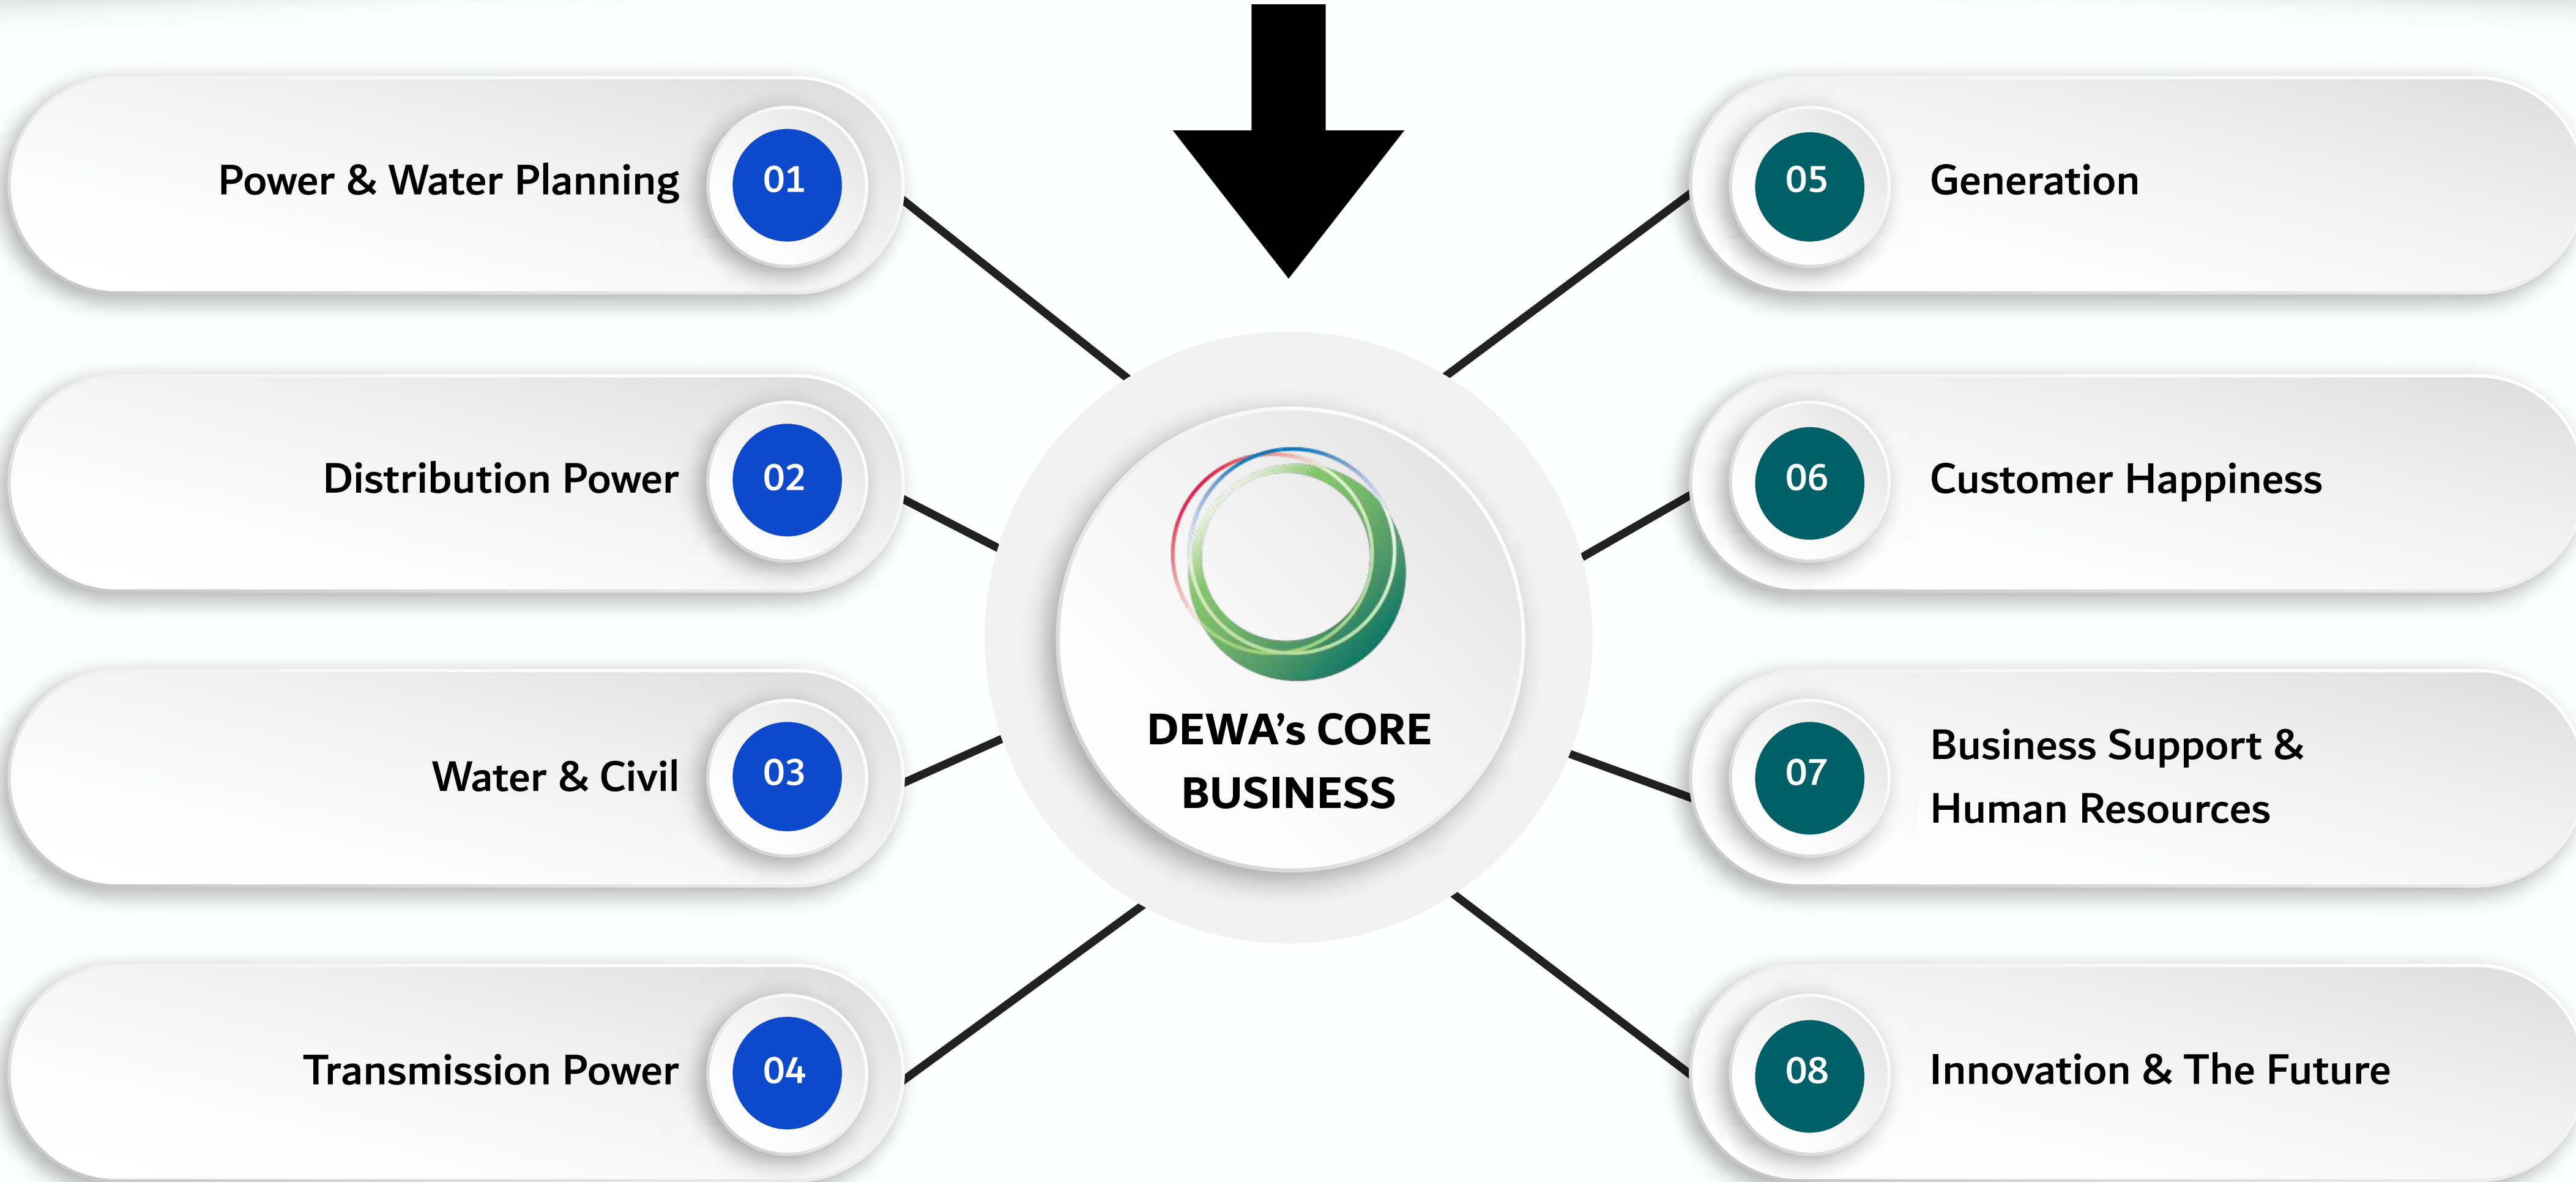 Power & Water Planning
01
Distribution Power
02
Water & Civil
03
Transmission Power
04
DEWA's CORE
BUSINESS
05
Generation
06
Customer Happiness
07
Business Support &
Human Resources
08
Innovation & The Future